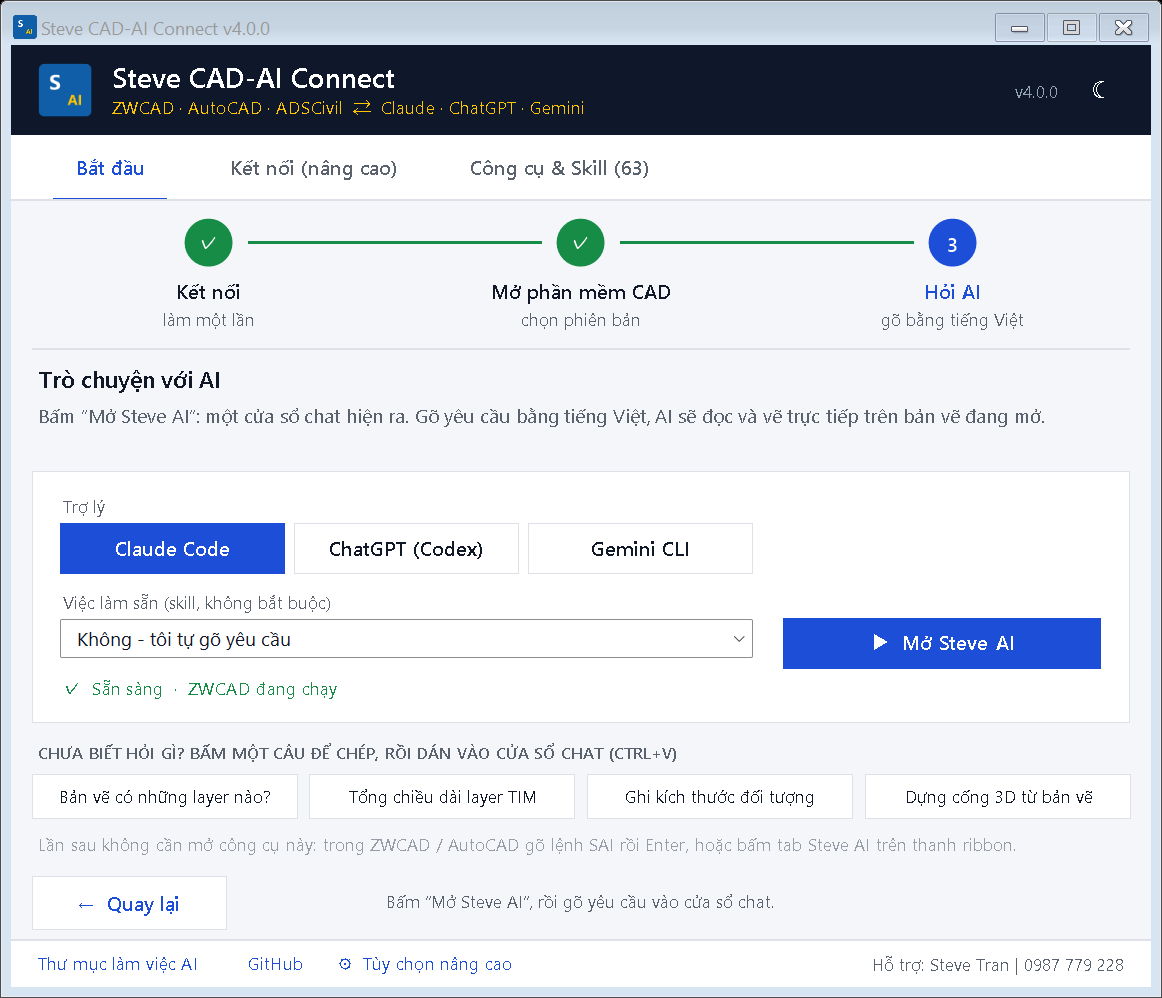 S AI Steve CAD-AI Connect v4.0.0
S AI
Steve CAD-AI Connect
ZWCAD · AutoCAD · ADSCivil ⇄ Claude · ChatGPT · Gemini
v4.0.0 ☾
Bắt đầu Kết nối (nâng cao) Công cụ & Skill (63)
✓ ✓ 3
Kết nối Mở phần mềm CAD Hỏi AI
làm một lần chọn phiên bản gõ bằng tiếng Việt
Trò chuyện với AI
Bấm “Mở Steve AI”: một cửa sổ chat hiện ra. Gõ yêu cầu bằng tiếng Việt, AI sẽ đọc và vẽ trực tiếp trên bản vẽ đang mở.
Trợ lý
Claude Code ChatGPT (Codex) Gemini CLI
Việc làm sẵn (skill, không bắt buộc)
Không - tôi tự gõ yêu cầu ▶ Mở Steve AI
✓ Sẵn sàng · ZWCAD đang chạy
CHƯA BIẾT HỎI GÌ? BẤM MỘT CÂU ĐỂ CHÉP, RỒI DÁN VÀO CỬA SỔ CHAT (CTRL+V)
Bản vẽ có những layer nào? Tổng chiều dài layer TIM Ghi kích thước đối tượng Dựng cống 3D từ bản vẽ
Lần sau không cần mở công cụ này: trong ZWCAD / AutoCAD gõ lệnh SAI rồi Enter, hoặc bấm tab Steve AI trên thanh ribbon.
← Quay lại Bấm “Mở Steve AI”, rồi gõ yêu cầu vào cửa sổ chat.
Thư mục làm việc AI GitHub ⚙ Tùy chọn nâng cao Hỗ trợ: Steve Tran | 0987 779 228